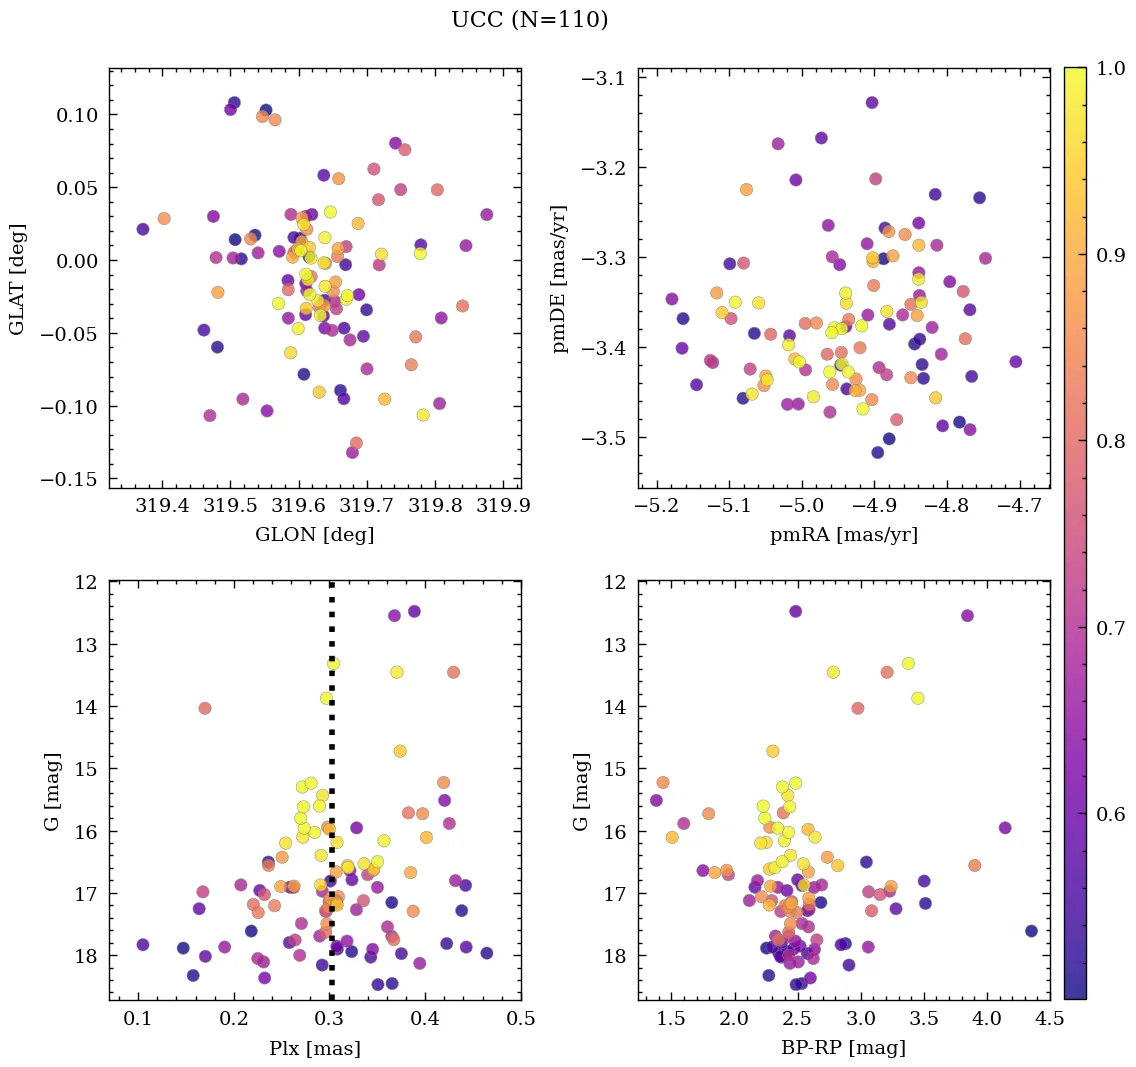 UCC (N=110)
0.10
0.05
0.00
−0.05
−0.10
−0.15
GLAT [deg]
319.4 319.5 319.6 319.7 319.8 319.9
GLON [deg]
−3.1
−3.2
−3.3
−3.4
−3.5
pmDE [mas/yr]
−5.2 −5.1 −5.0 −4.9 −4.8 −4.7
pmRA [mas/yr]
1.0
0.9
0.8
0.7
0.6
12
13
14
15
16
17
18
G [mag]
0.1 0.2 0.3 0.4 0.5
Plx [mas]
12
13
14
15
16
17
18
G [mag]
1.5 2.0 2.5 3.0 3.5 4.0 4.5
BP-RP [mag]